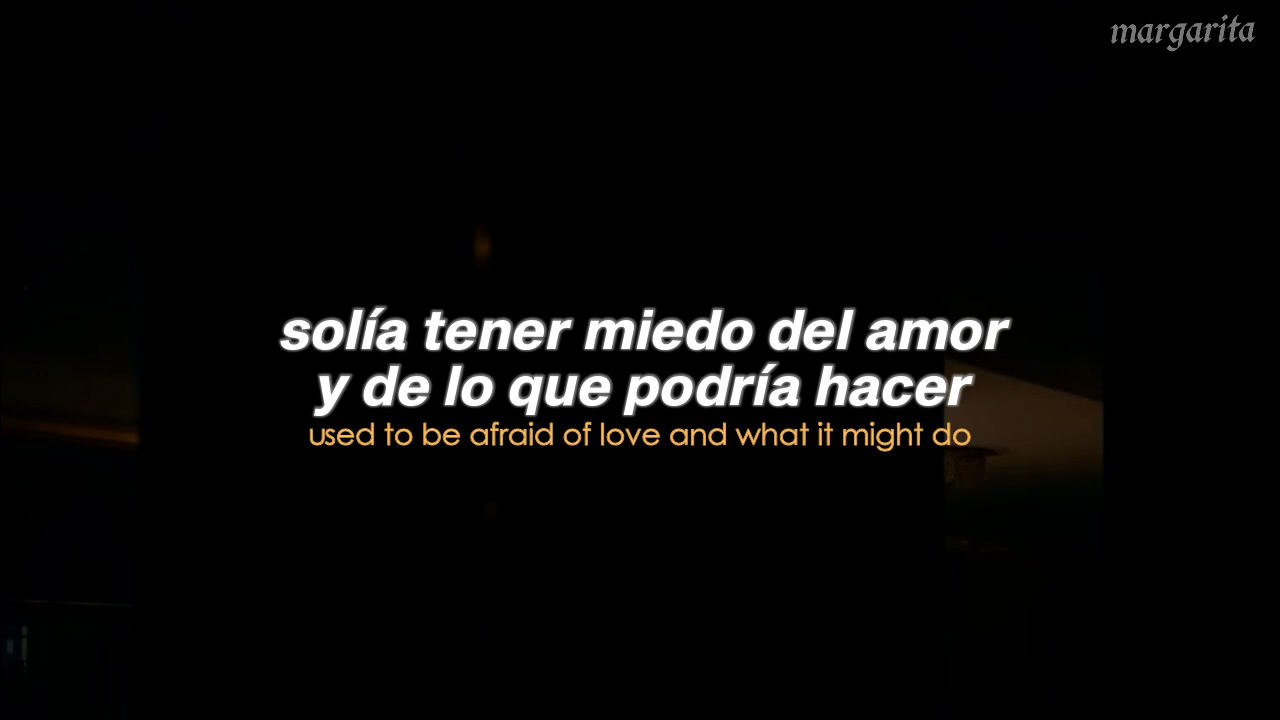 margarita
solía tener miedo del amor
y de lo que podría hacer
used to be afraid of love and what it might do